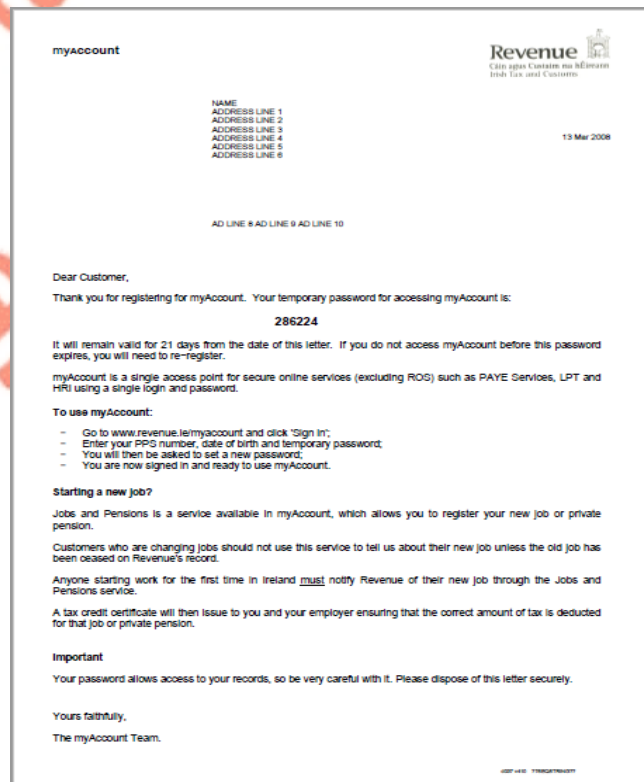 myAccount
Revenue
Cáin agus Custaim na hÉireann
Irish Tax and Customs
NAME
ADDRESS LINE 1
ADDRESS LINE 2
ADDRESS LINE 3
ADDRESS LINE 4
ADDRESS LINE 5
ADDRESS LINE 6
13 Mar 2008
AD LINE 8 AD LINE 9 AD LINE 10
Dear Customer,
Thank you for registering for myAccount. Your temporary password for accessing myAccount is:
286224
It will remain valid for 21 days from the date of this letter. If you do not access myAccount before this password
expires, you will need to re-register.
myAccount is a single access point for secure online services (excluding ROS) such as PAYE Services, LPT and
HRI using a single login and password.
To use myAccount:
- Go to www.revenue.ie/myaccount and click 'Sign in';
- Enter your PPS number, date of birth and temporary password;
- You will then be asked to set a new password;
- You are now signed in and ready to use myAccount.
Starting a new job?
Jobs and Pensions is a service available in myAccount, which allows you to register your new job or private
pension.
Customers who are changing jobs should not use this service to tell us about their new job unless the old job has
been ceased on Revenue's record.
Anyone starting work for the first time in Ireland must notify Revenue of their new job through the Jobs and
Pensions service.
A tax credit certificate will then issue to you and your employer ensuring that the correct amount of tax is deducted
for that job or private pension.
Important
Your password allows access to your records, so be very careful with it. Please dispose of this letter securely.
Yours faithfully,
The myAccount Team.